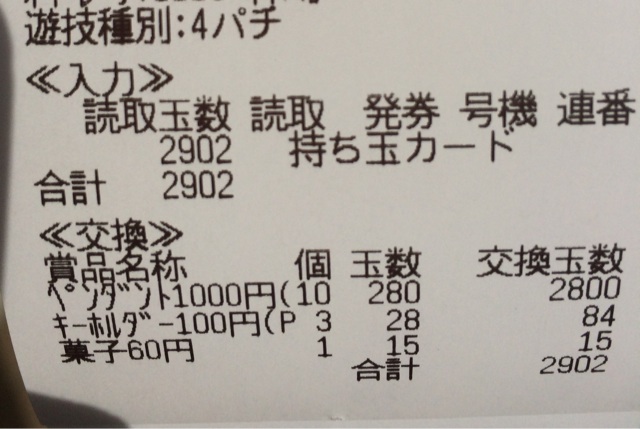 遊技種別:4パチ
≪入力≫
読取玉数 読取 発券 号機 連番
2902 持ち玉カード
合計 2902
≪交換≫
賞品名称 個 玉数 交換玉数
ペンダント1000円(10 280 2800
キーホルダー100円(P 3 28 84
菓子60円 1 15 15
合計 2902